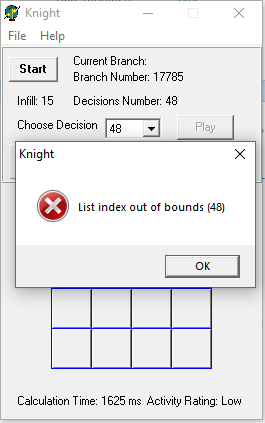 Knight
File Help
Start
Current Branch:
Branch Number: 17785
Infill: 15 Decisions Number: 48
Choose Decision 48 Play
Knight
List index out of bounds (48)
OK
Calculation Time: 1625 ms Activity Rating: Low